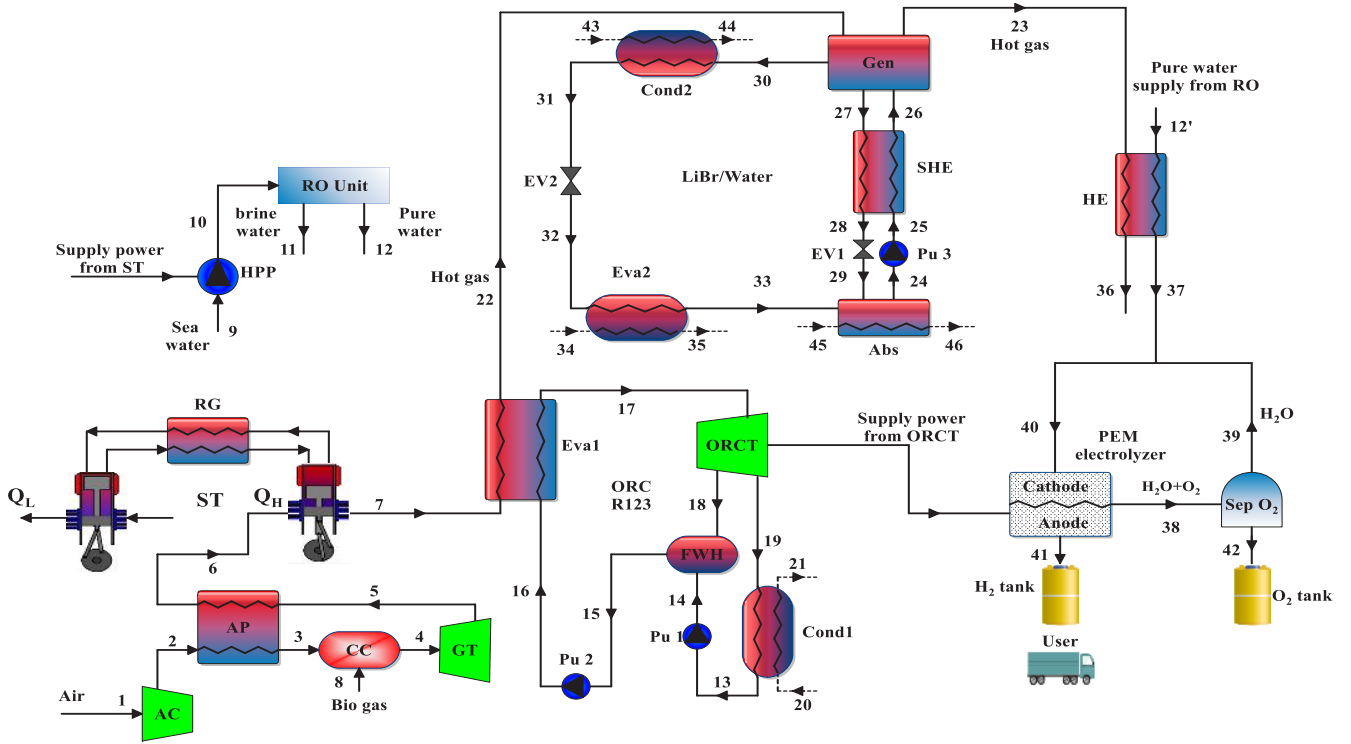 43
44
23
Hot gas
Gen
Cond2
30
Pure water
supply from RO
31
27
26
12'
SHE
EV2
LiBr/Water
HE
RO Unit
10
brine
water
Pure
water
11
12
32
28
25
Supply power
from ST
HPP
EV1
Pu 3
Hot gas
22
Eva2
33
29
24
36
37
Sea
water
9
34
35
45
46
Abs
RG
17
Supply power
from ORCT
40
H₂O
39
PEM
electrolyzer
ORCT
Eva1
Q_L
ST
Q_H
7
ORC
R123
18
Cathode
Anode
H₂O+O₂
38
Sep O₂
6
19
FWH
21
41
42
16
15
14
H₂ tank
O₂ tank
5
AP
2
3
CC
4
GT
Pu 1
Cond1
User
Pu 2
8
Bio gas
13
20
Air
1
AC